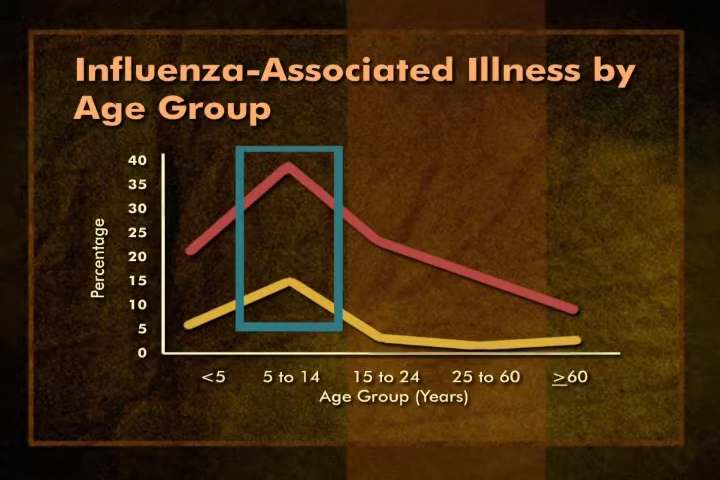 Influenza-Associated Illness by
Age Group
40
35
30
25
20
15
10
5
0
Percentage
<5 5 to 14 15 to 24 25 to 60 >60
Age Group (Years)